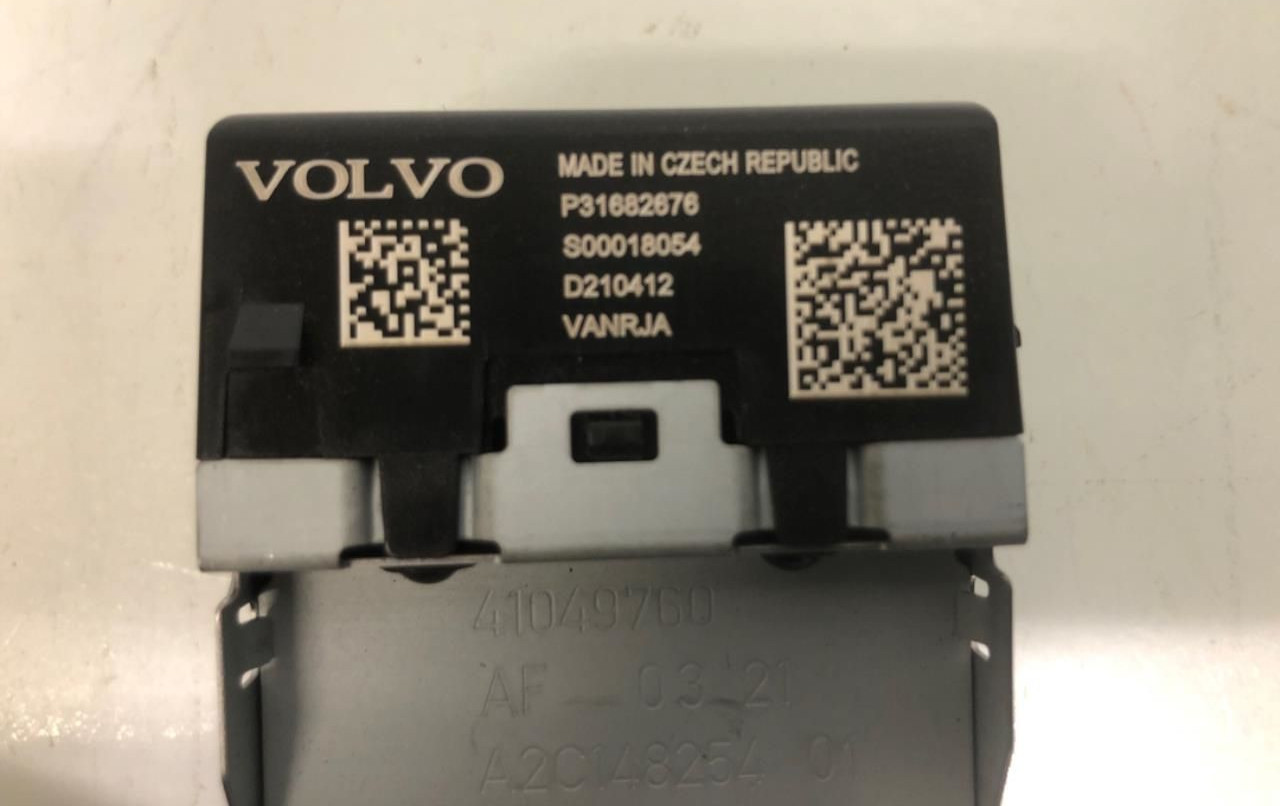 VOLVO
MADE IN CZECH REPUBLIC
P31682676
S00018054
D210412
VANRJA
41049760
AF - 03 21
A2C148254 01